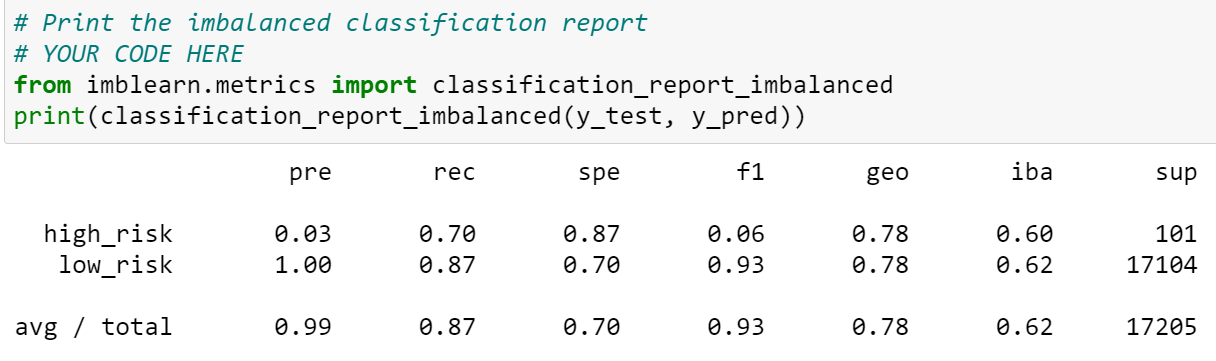 # Print the imbalanced classification report
# YOUR CODE HERE
from imblearn.metrics import classification_report_imbalanced
print(classification_report_imbalanced(y_test, y_pred))
pre rec spe f1 geo iba sup
high_risk 0.03 0.70 0.87 0.06 0.78 0.60 101
low_risk 1.00 0.87 0.70 0.93 0.78 0.62 17104
avg / total 0.99 0.87 0.70 0.93 0.78 0.62 17205